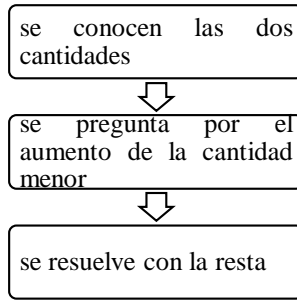 se conocen las dos
cantidades
se pregunta por el
aumento de la cantidad
menor
se resuelve con la resta